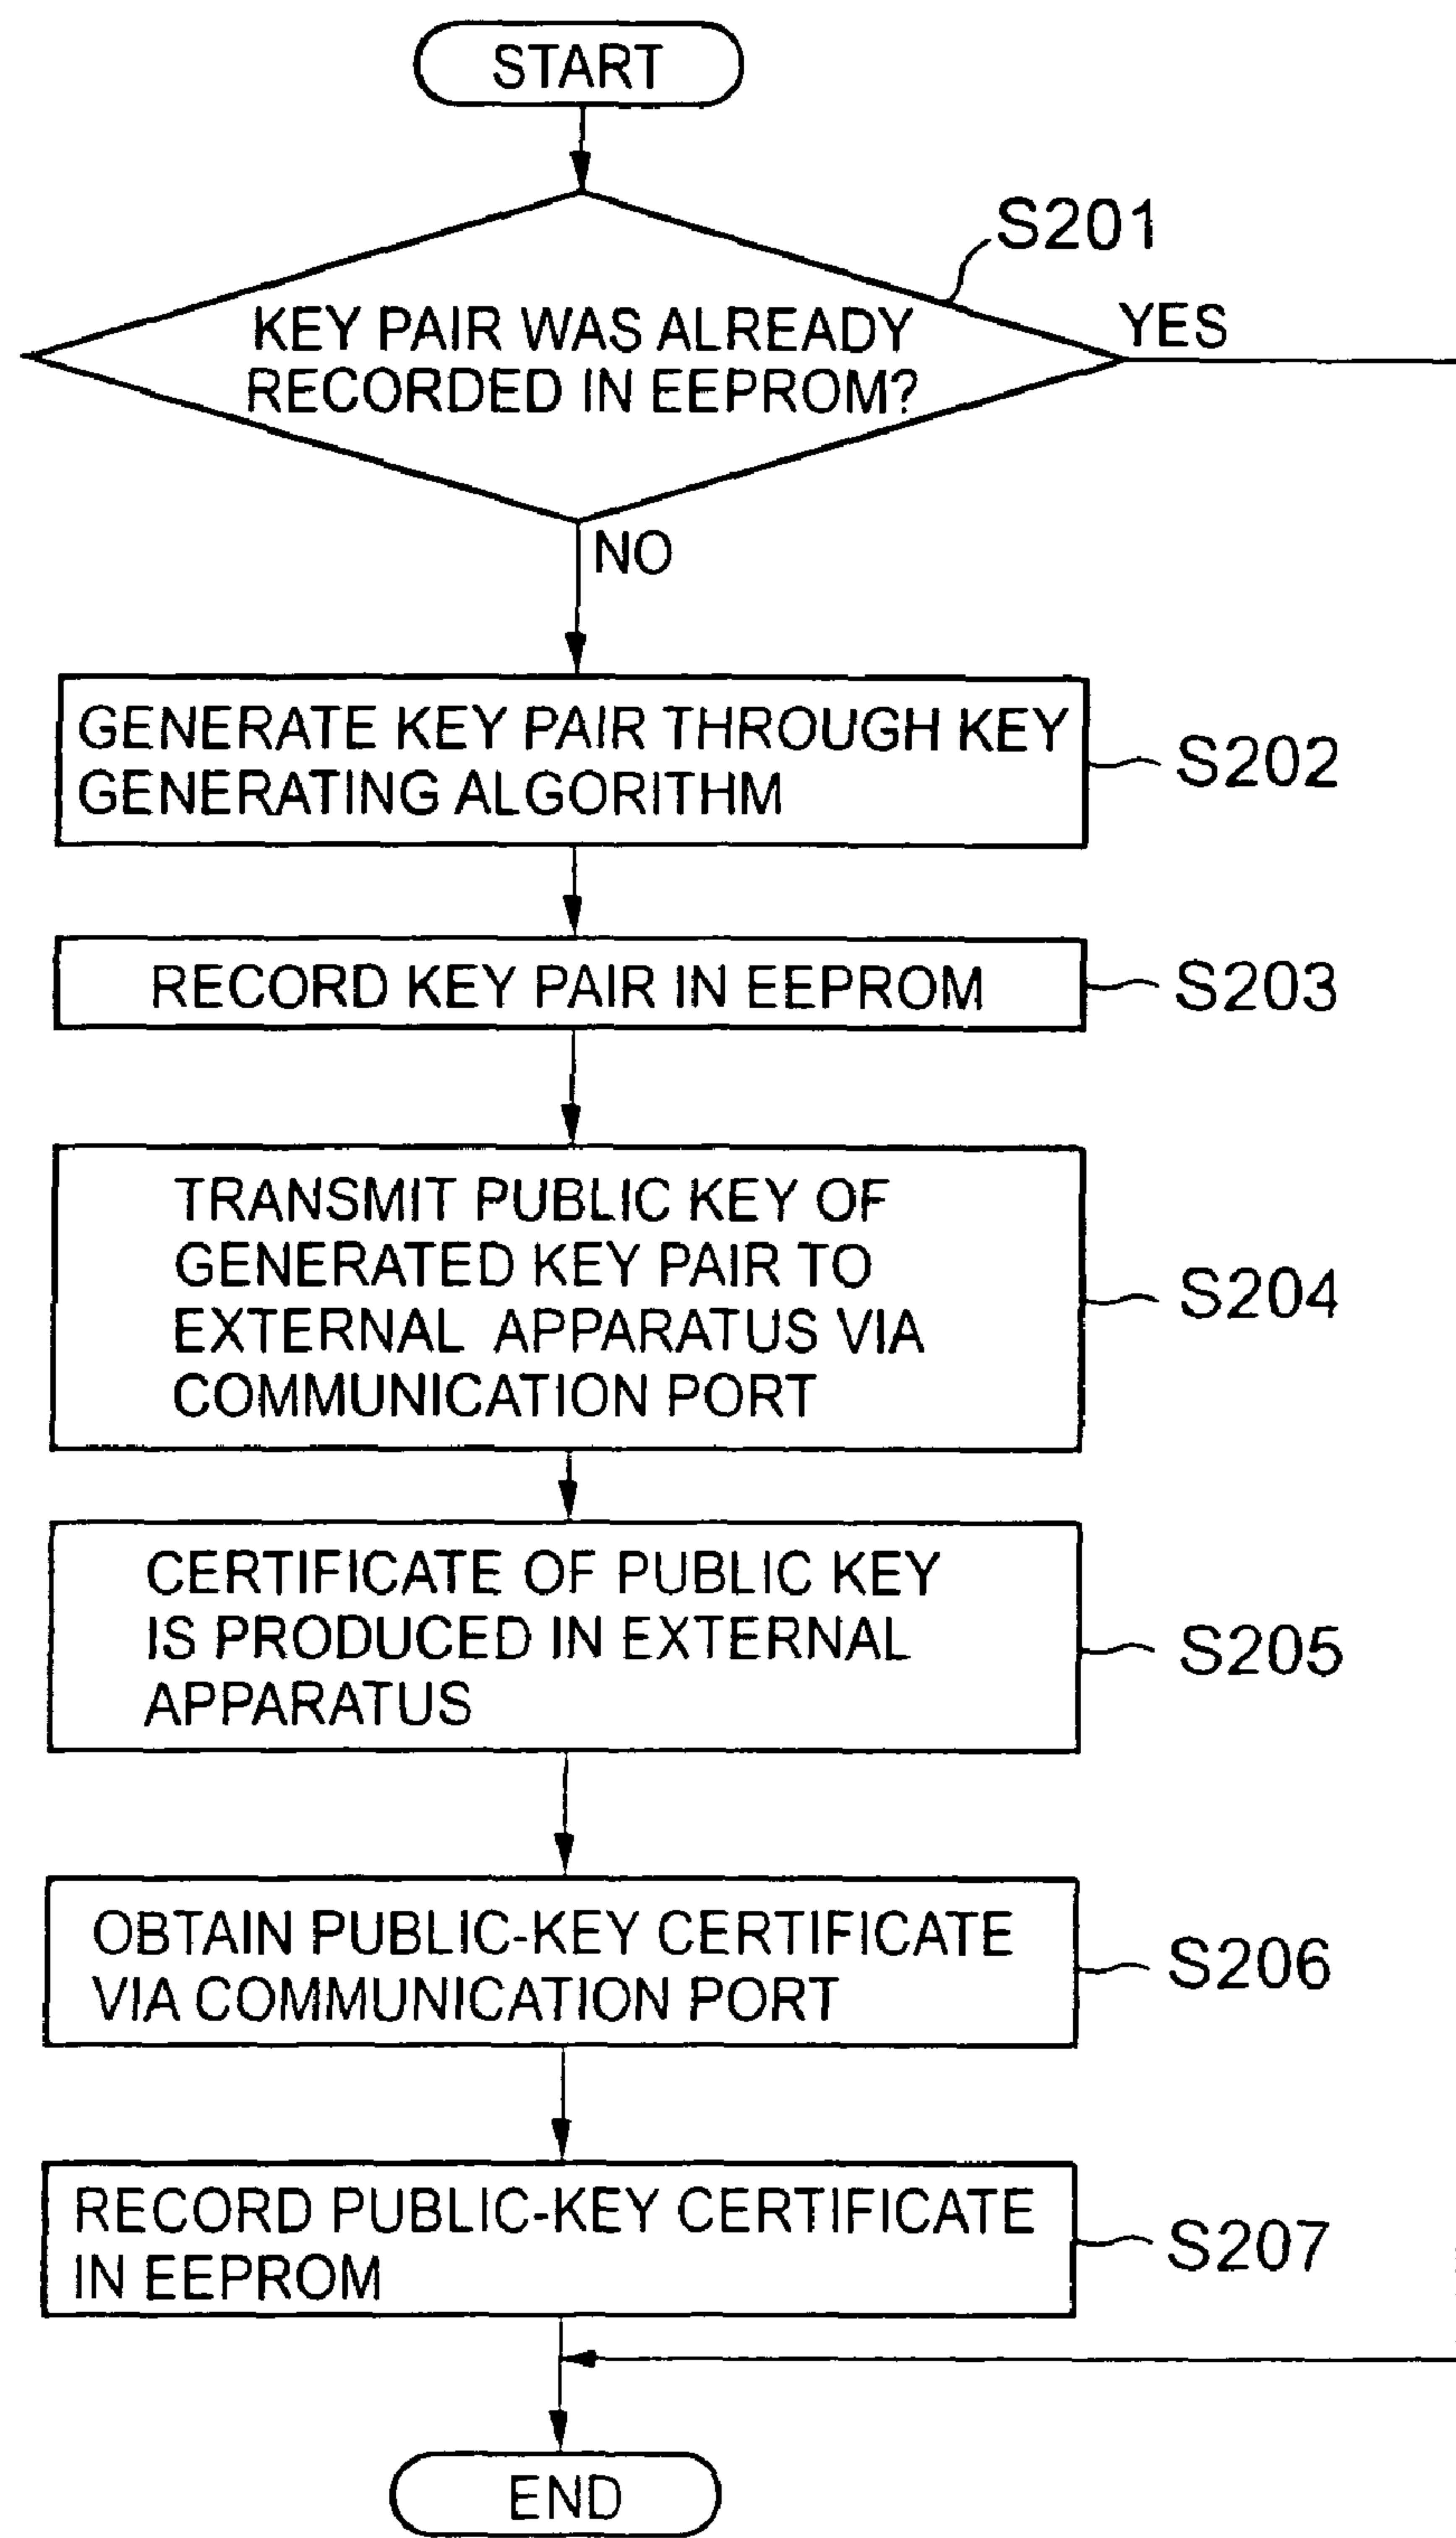 START
S201
KEY PAIR WAS ALREADY
RECORDED IN EEPROM?
YES
NO
GENERATE KEY PAIR THROUGH KEY
GENERATING ALGORITHM
S202
RECORD KEY PAIR IN EEPROM
S203
TRANSMIT PUBLIC KEY OF
GENERATED KEY PAIR TO
EXTERNAL APPARATUS VIA
COMMUNICATION PORT
S204
CERTIFICATE OF PUBLIC KEY
IS PRODUCED IN EXTERNAL
APPARATUS
S205
OBTAIN PUBLIC-KEY CERTIFICATE
VIA COMMUNICATION PORT
S206
RECORD PUBLIC-KEY CERTIFICATE
IN EEPROM
S207
END